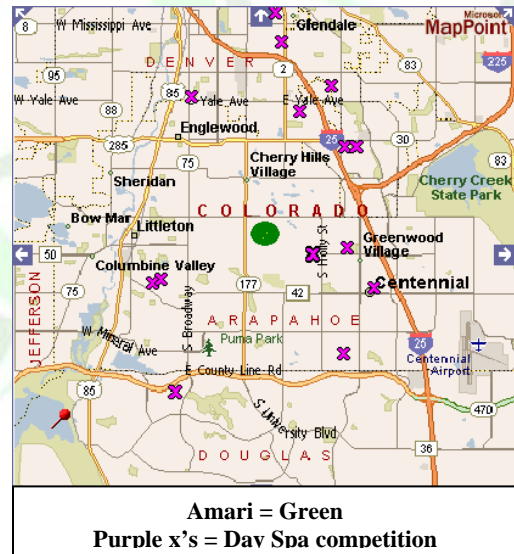 Microsoft
MapPoint
8
W Mississippi Ave
Glendale
95
DENVER
2
83
225
W Yale Ave
85
Yale Ave
E Yale Ave
88
Englewood
25
30
285
75
Cherry Hills
Village
83
Sheridan
Cherry Creek
State Park
COLORADO
Bow Mar
Littleton
S Holly St
Greenwood
Village
50
Columbine Valley
177
42
Centennial
75
JEFFERSON
S Broadway
ARAPAHOE
W Mineral Ave
Puma Park
25
Centennial
Airport
E County Line Rd
85
470
S University Blvd
36
DOUGLAS
Amari = Green
Purple x's = Day Spa competition